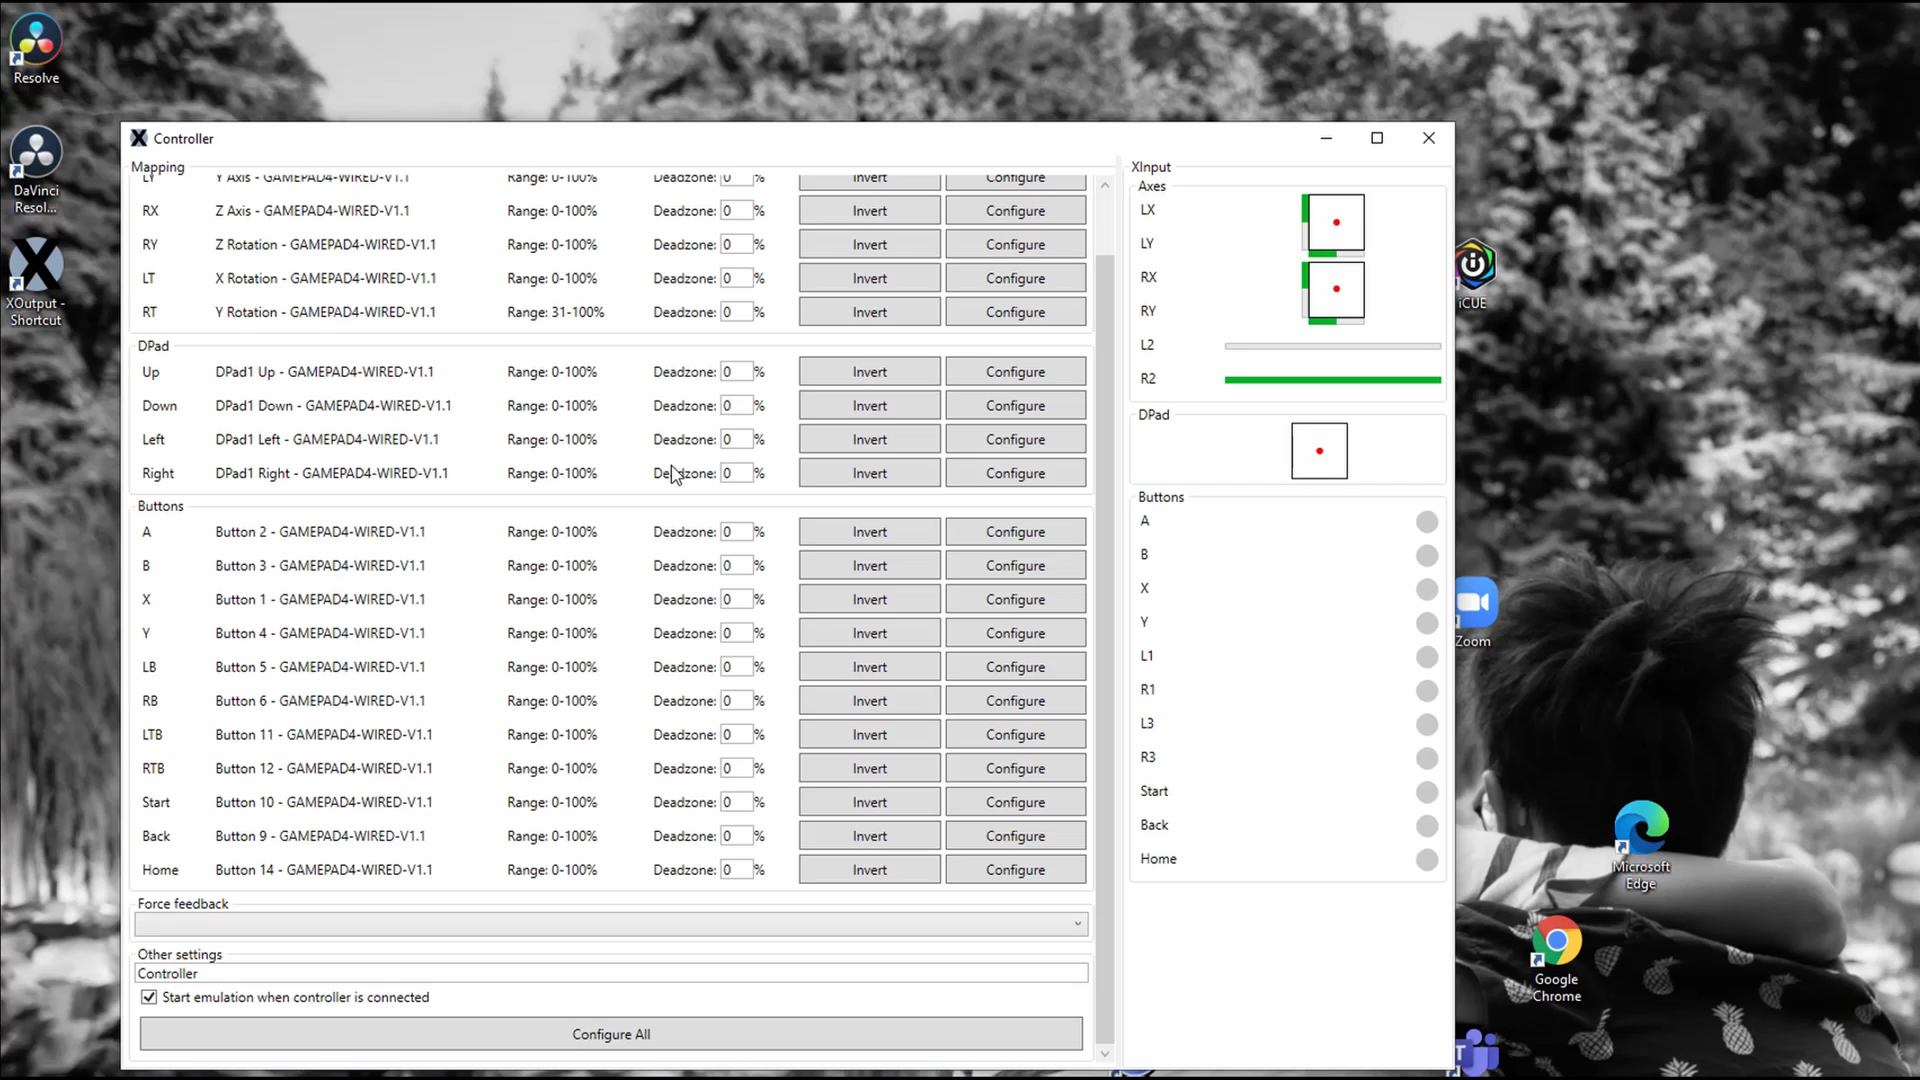 Resolve
DaVinci
Resol...
XOutput -
Shortcut
Controller
Mapping
LY Y Axis - GAMEPAD4-WIRED-V1.1 Range: 0-100% Deadzone: 0 % Invert Configure
RX Z Axis - GAMEPAD4-WIRED-V1.1 Range: 0-100% Deadzone: 0 % Invert Configure
RY Z Rotation - GAMEPAD4-WIRED-V1.1 Range: 0-100% Deadzone: 0 % Invert Configure
LT X Rotation - GAMEPAD4-WIRED-V1.1 Range: 0-100% Deadzone: 0 % Invert Configure
RT Y Rotation - GAMEPAD4-WIRED-V1.1 Range: 31-100% Deadzone: 0 % Invert Configure
DPad
Up DPad1 Up - GAMEPAD4-WIRED-V1.1 Range: 0-100% Deadzone: 0 % Invert Configure
Down DPad1 Down - GAMEPAD4-WIRED-V1.1 Range: 0-100% Deadzone: 0 % Invert Configure
Left DPad1 Left - GAMEPAD4-WIRED-V1.1 Range: 0-100% Deadzone: 0 % Invert Configure
Right DPad1 Right - GAMEPAD4-WIRED-V1.1 Range: 0-100% Deadzone: 0 % Invert Configure
Buttons
A Button 2 - GAMEPAD4-WIRED-V1.1 Range: 0-100% Deadzone: 0 % Invert Configure
B Button 3 - GAMEPAD4-WIRED-V1.1 Range: 0-100% Deadzone: 0 % Invert Configure
X Button 1 - GAMEPAD4-WIRED-V1.1 Range: 0-100% Deadzone: 0 % Invert Configure
Y Button 4 - GAMEPAD4-WIRED-V1.1 Range: 0-100% Deadzone: 0 % Invert Configure
LB Button 5 - GAMEPAD4-WIRED-V1.1 Range: 0-100% Deadzone: 0 % Invert Configure
RB Button 6 - GAMEPAD4-WIRED-V1.1 Range: 0-100% Deadzone: 0 % Invert Configure
LTB Button 11 - GAMEPAD4-WIRED-V1.1 Range: 0-100% Deadzone: 0 % Invert Configure
RTB Button 12 - GAMEPAD4-WIRED-V1.1 Range: 0-100% Deadzone: 0 % Invert Configure
Start Button 10 - GAMEPAD4-WIRED-V1.1 Range: 0-100% Deadzone: 0 % Invert Configure
Back Button 9 - GAMEPAD4-WIRED-V1.1 Range: 0-100% Deadzone: 0 % Invert Configure
Home Button 14 - GAMEPAD4-WIRED-V1.1 Range: 0-100% Deadzone: 0 % Invert Configure
Force feedback
Other settings
Controller
Start emulation when controller is connected
Configure All
XInput
Axes
LX
LY
RX
RY
L2
R2
DPad
Buttons
A
B
X
Y
L1
R1
L3
R3
Start
Back
Home
iCUE
Zoom
Microsoft
Edge
Google
Chrome
T